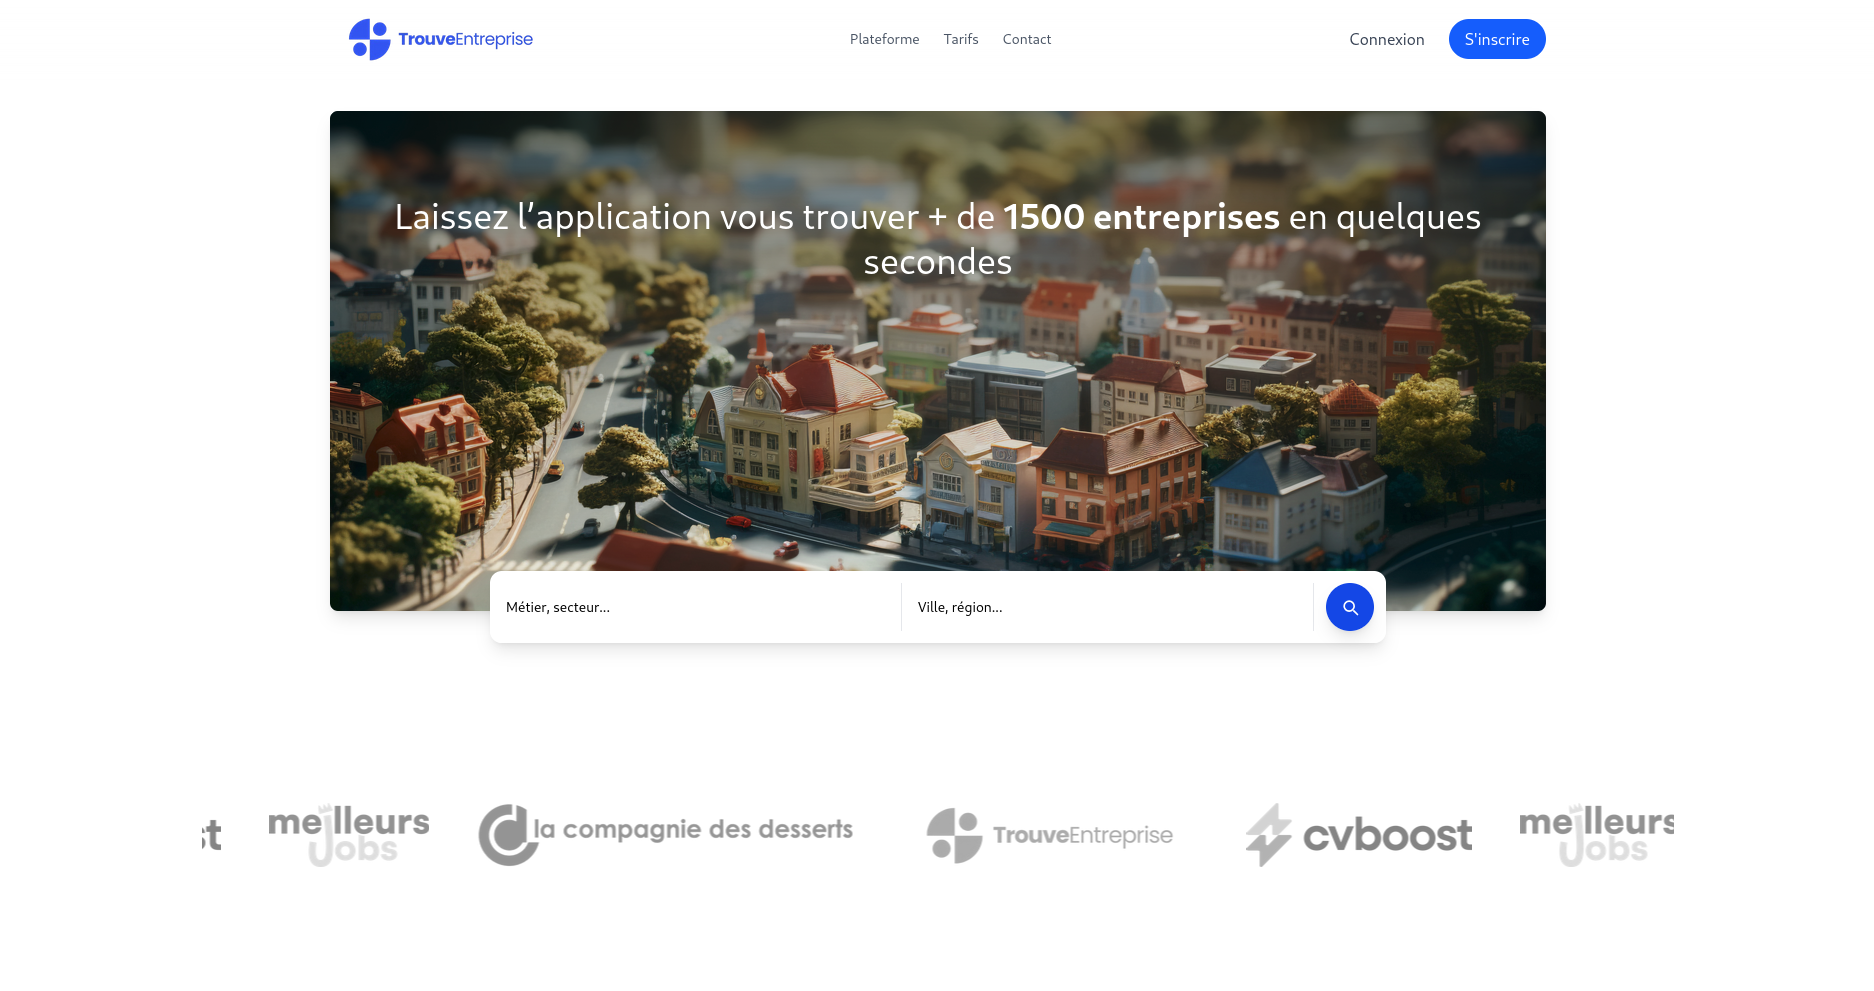 TrouveEntreprise
Plateforme
Tarifs
Contact
Connexion
S'inscrire
Laissez l’application vous trouver + de 1500 entreprises en quelques
secondes
Métier, secteur...
Ville, région...
st
meilleurs
Jobs
la compagnie des desserts
TrouveEntreprise
cvboost
meilleurs
Jobs